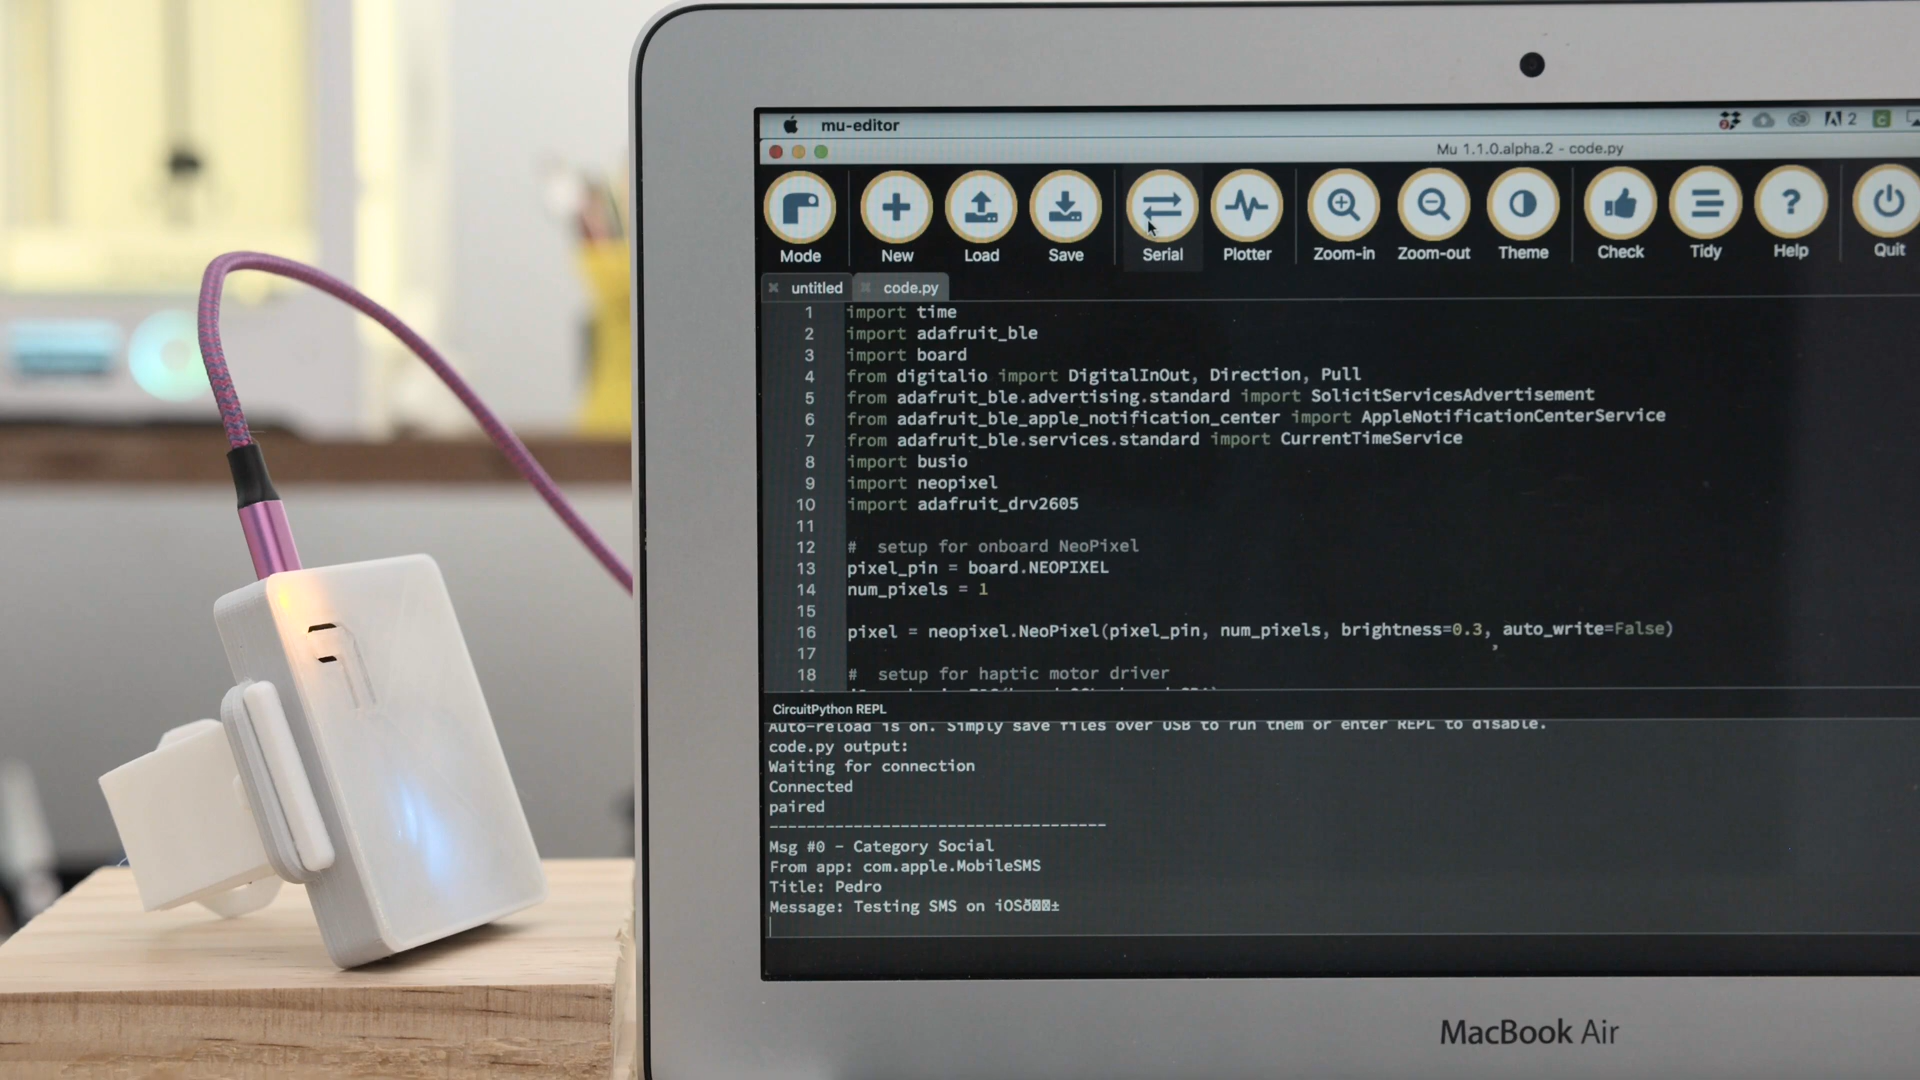 mu-editor
2
Mu 1.1.0.alpha.2 - code.py
Mode New Load Save Serial Plotter Zoom-in Zoom-out Theme Check Tidy Help Quit
untitled code.py
1 import time
2 import adafruit_ble
3 import board
4 from digitalio import DigitalInOut, Direction, Pull
5 from adafruit_ble.advertising.standard import SolicitServicesAdvertisement
6 from adafruit_ble_apple_notification_center import AppleNotificationCenterService
7 from adafruit_ble.services.standard import CurrentTimeService
8 import busio
9 import neopixel
10 import adafruit_drv2605
11
12 #  setup for onboard NeoPixel
13 pixel_pin = board.NEOPIXEL
14 num_pixels = 1
15
16 pixel = neopixel.NeoPixel(pixel_pin, num_pixels, brightness=0.3, auto_write=False)
17
18 #  setup for haptic motor driver
CircuitPython REPL
Auto-reload is on. Simply save files over USB to run them or enter REPL to disable.
code.py output:
Waiting for connection
Connected
paired
------------------------------------
Msg #0 - Category Social
From app: com.apple.MobileSMS
Title: Pedro
Message: Testing SMS on iOSð±
MacBook Air